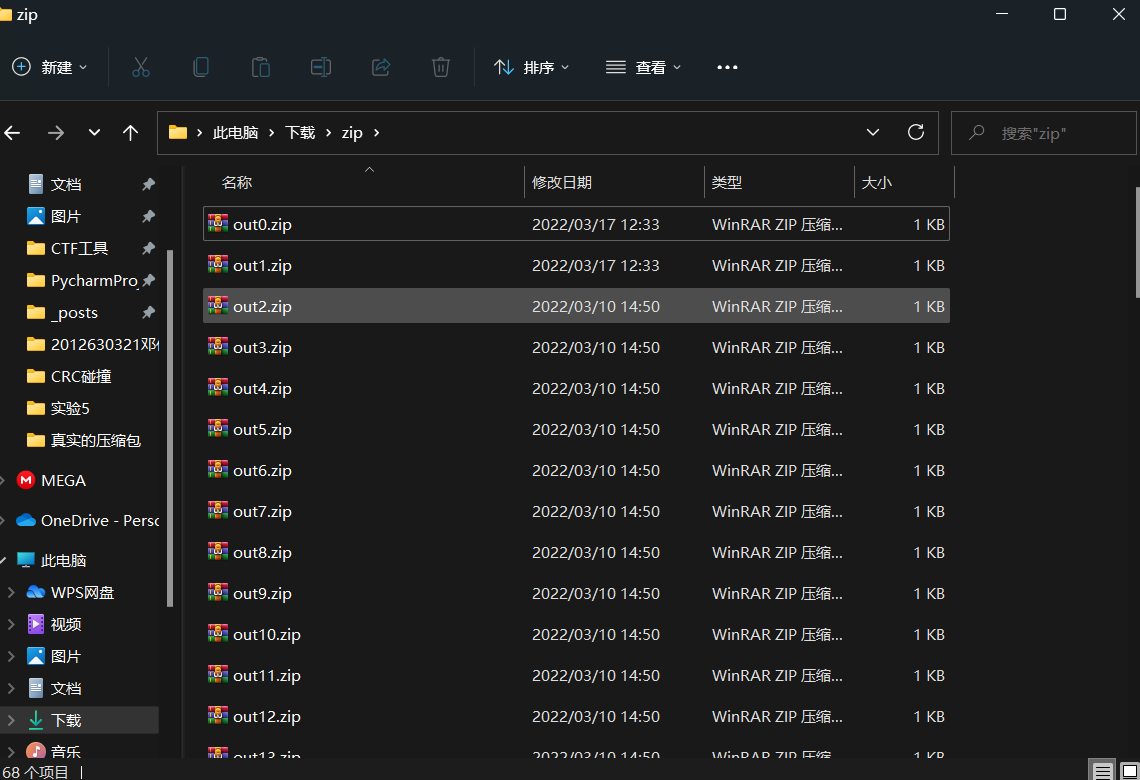 zip
新建
排序
查看
此电脑
下载
zip
搜索"zip"
名称
修改日期
类型
大小
文档
图片
CTF工具
PycharmPro
_posts
2012630321邓
CRC碰撞
实验5
真实的压缩包
MEGA
OneDrive - Perso
此电脑
WPS网盘
视频
图片
文档
下载
音乐
out0.zip 2022/03/17 12:33 WinRAR ZIP 压缩... 1 KB
out1.zip 2022/03/17 12:33 WinRAR ZIP 压缩... 1 KB
out2.zip 2022/03/10 14:50 WinRAR ZIP 压缩... 1 KB
out3.zip 2022/03/10 14:50 WinRAR ZIP 压缩... 1 KB
out4.zip 2022/03/10 14:50 WinRAR ZIP 压缩... 1 KB
out5.zip 2022/03/10 14:50 WinRAR ZIP 压缩... 1 KB
out6.zip 2022/03/10 14:50 WinRAR ZIP 压缩... 1 KB
out7.zip 2022/03/10 14:50 WinRAR ZIP 压缩... 1 KB
out8.zip 2022/03/10 14:50 WinRAR ZIP 压缩... 1 KB
out9.zip 2022/03/10 14:50 WinRAR ZIP 压缩... 1 KB
out10.zip 2022/03/10 14:50 WinRAR ZIP 压缩... 1 KB
out11.zip 2022/03/10 14:50 WinRAR ZIP 压缩... 1 KB
out12.zip 2022/03/10 14:50 WinRAR ZIP 压缩... 1 KB
out13.zip 2022/03/10 14:50 WinRAR ZIP 压缩... 1 KB
68 个项目